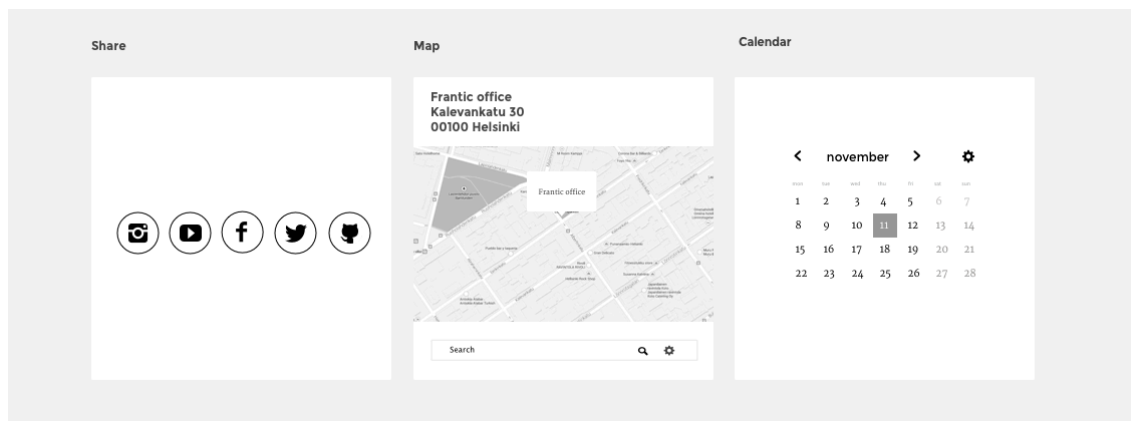 Share
Map
Calendar
Frantic office
Kalevankatu 30
00100 Helsinki
Frantic office
Search
november
mon tue wed thu fri sat sun
1 2 3 4 5 6 7
8 9 10 11 12 13 14
15 16 17 18 19 20 21
22 23 24 25 26 27 28